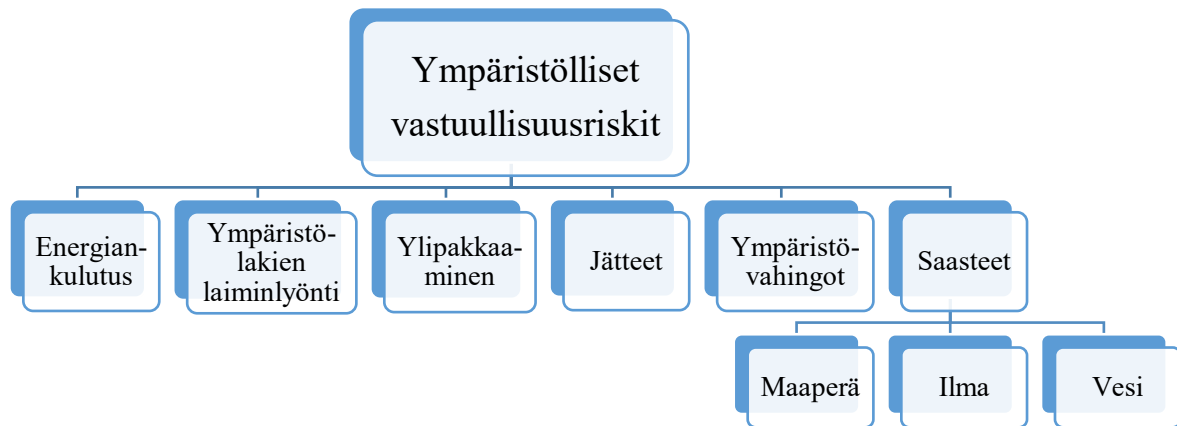 Ympäristölliset
vastuullisuusriskit
Energian-
kulutus
Ympäristö-
lakien
laiminlyönti
Ylipakkaa-
minen
Jätteet
Ympäristö-
vahingot
Saasteet
Maaperä
Ilma
Vesi